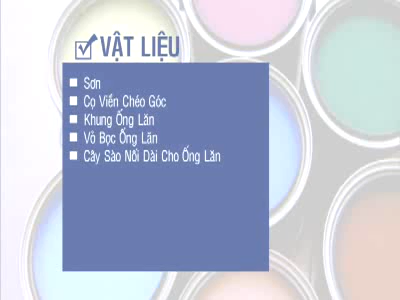 VẬT LIỆU
Sơn
Cọ Viền Chéo Góc
Khung Ống Lăn
Vỏ Bọc Ống Lăn
Cây Sào Nối Dài Cho Ống Lăn